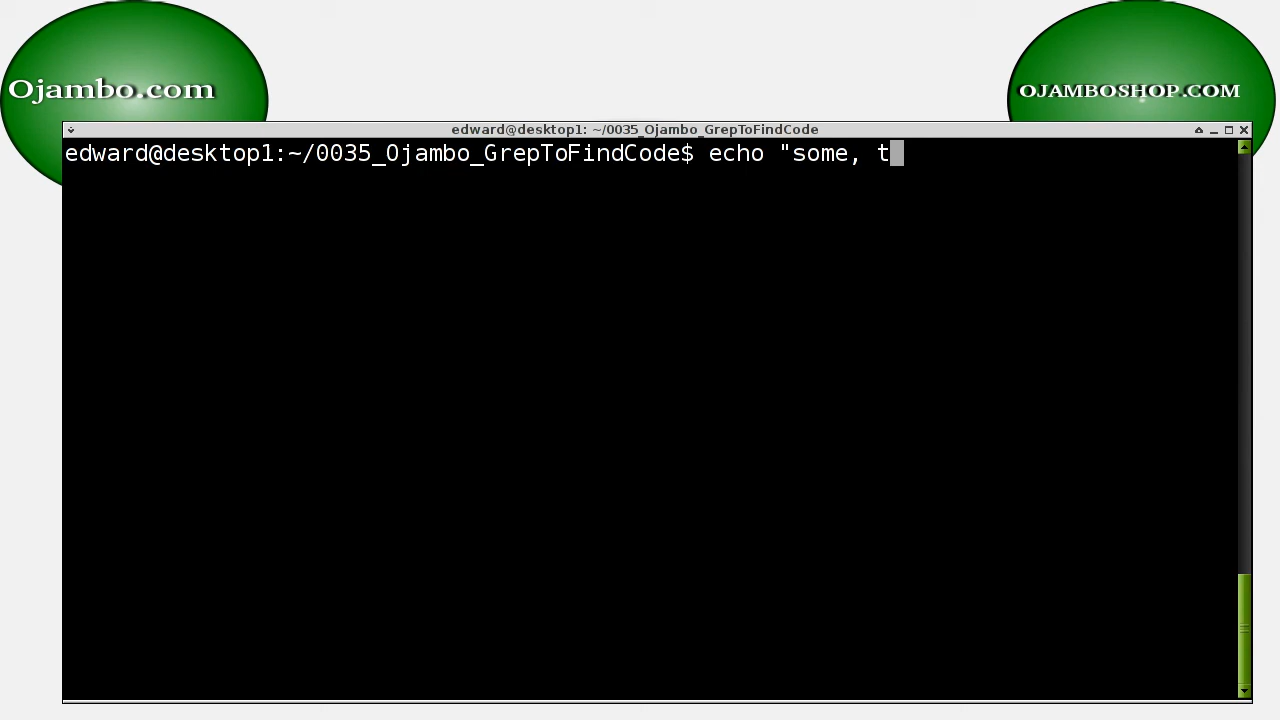 Ojambo.com
OJAMBOSHOP.COM
edward@desktop1: ~/0035_Ojambo_GrepToFindCode
edward@desktop1:~/0035_Ojambo_GrepToFindCode$ echo "some, t